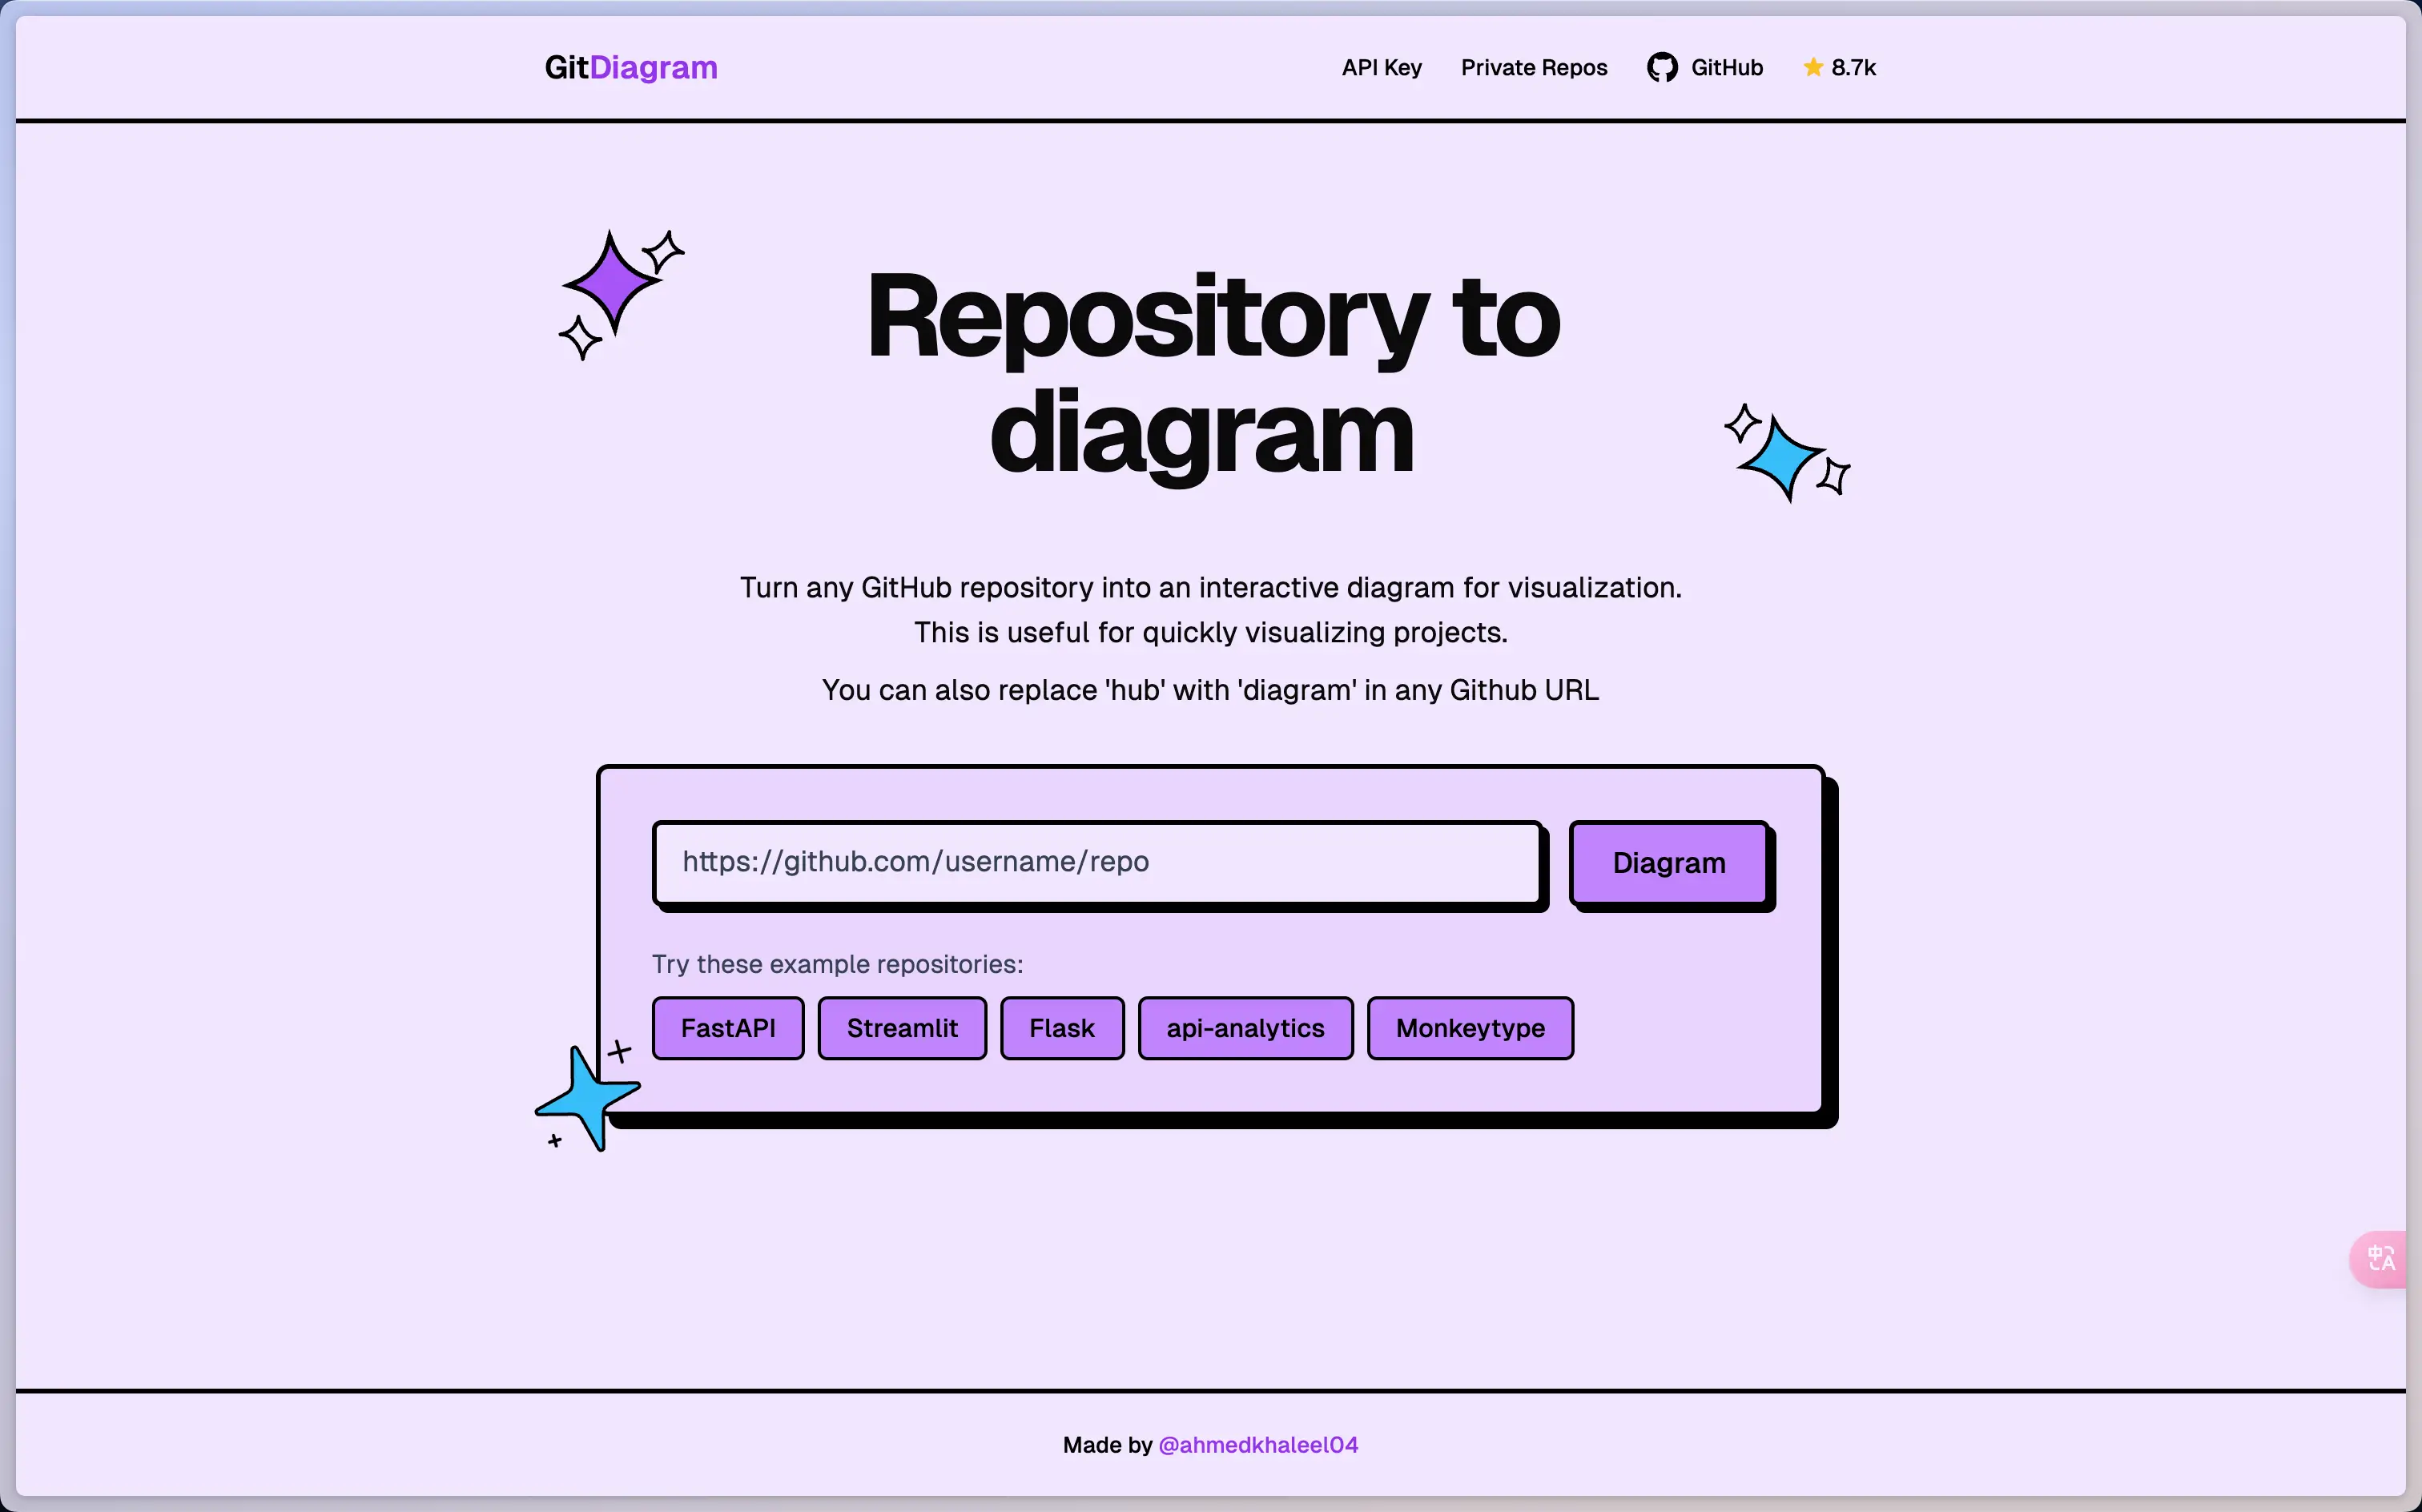 GitDiagram
API Key Private Repos GitHub 8.7k
Repository to
diagram
Turn any GitHub repository into an interactive diagram for visualization.
This is useful for quickly visualizing projects.
You can also replace 'hub' with 'diagram' in any Github URL
https://github.com/username/repo Diagram
Try these example repositories:
FastAPI Streamlit Flask api-analytics Monkeytype
中A
Made by @ahmedkhaleel04